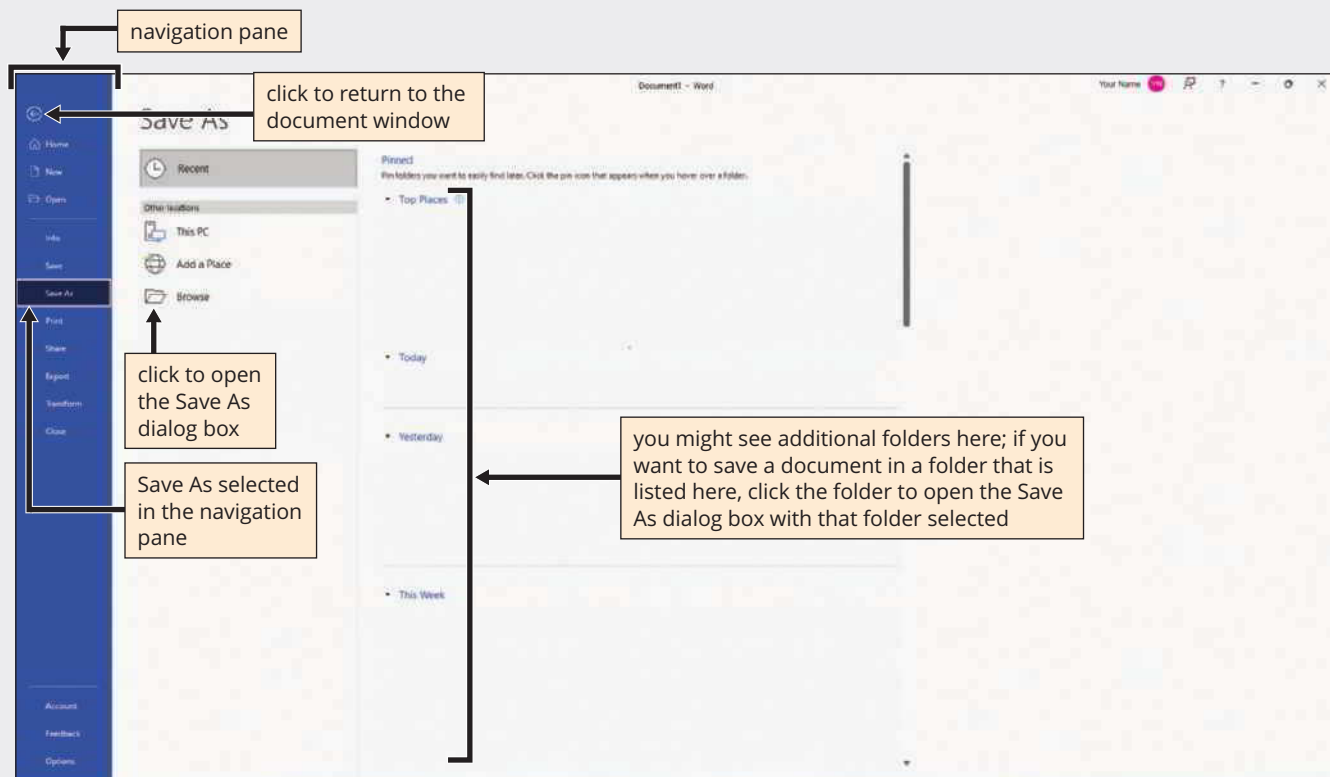 navigation pane
click to return to the
document window
Document1 - Word
Your Name
?
Save As
Home
New
Open
Info
Save
Save As
Print
Share
Export
Transform
Close
Account
Feedback
Options
Recent
Other locations
This PC
Add a Place
Browse
click to open
the Save As
dialog box
Save As selected
in the navigation
pane
Pinned
Pin folders you want to easily find later. Click the pin icon that appears when you hover over a folder.
Top Places
Today
Yesterday
This Week
you might see additional folders here; if you
want to save a document in a folder that is
listed here, click the folder to open the Save
As dialog box with that folder selected